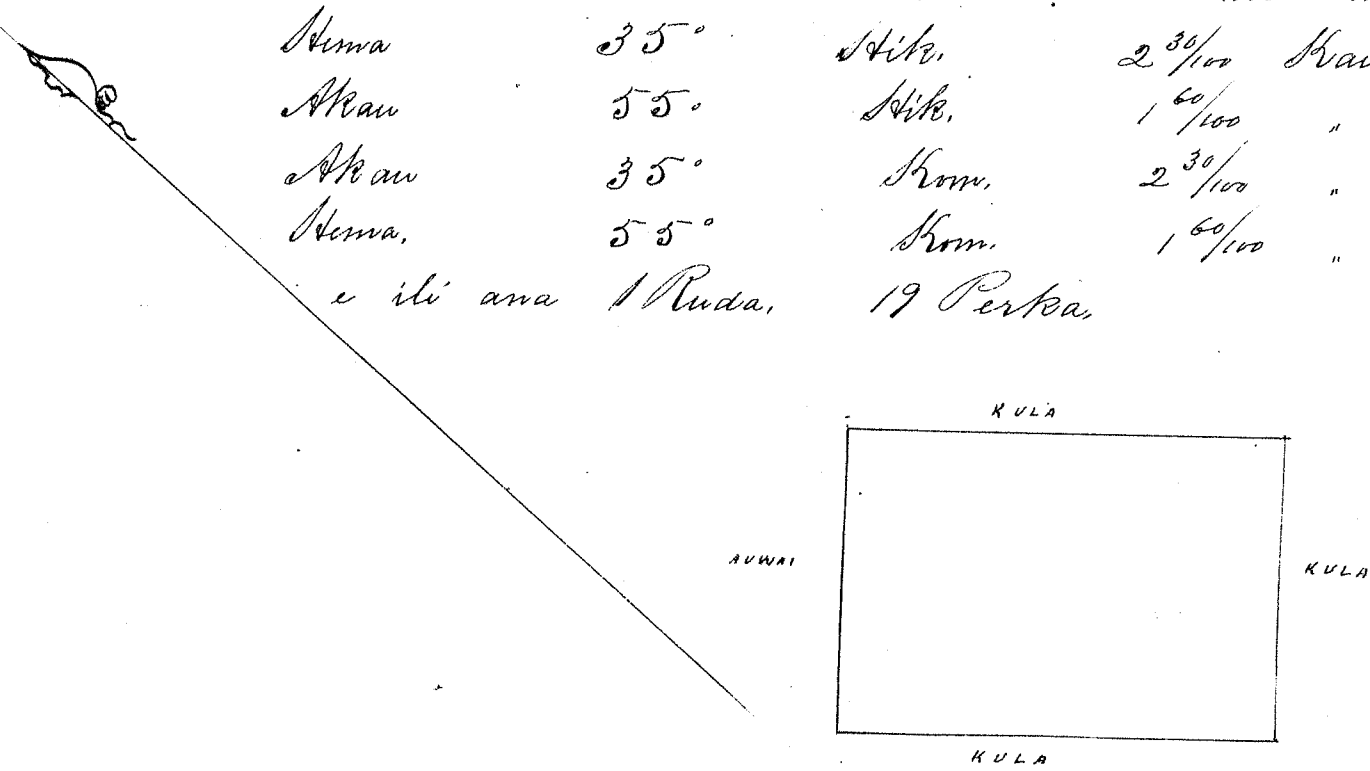 Hema 35° Hik. 2 30/100 Kau
Akau 55° Hik. 1 60/100 "
Akau 35° Kom. 2 30/100 "
Hema. 55° Kom. 1 60/100 "
e ili ana 1 Ruda. 19 Perka.
KULA
AUWAI
KULA
KULA